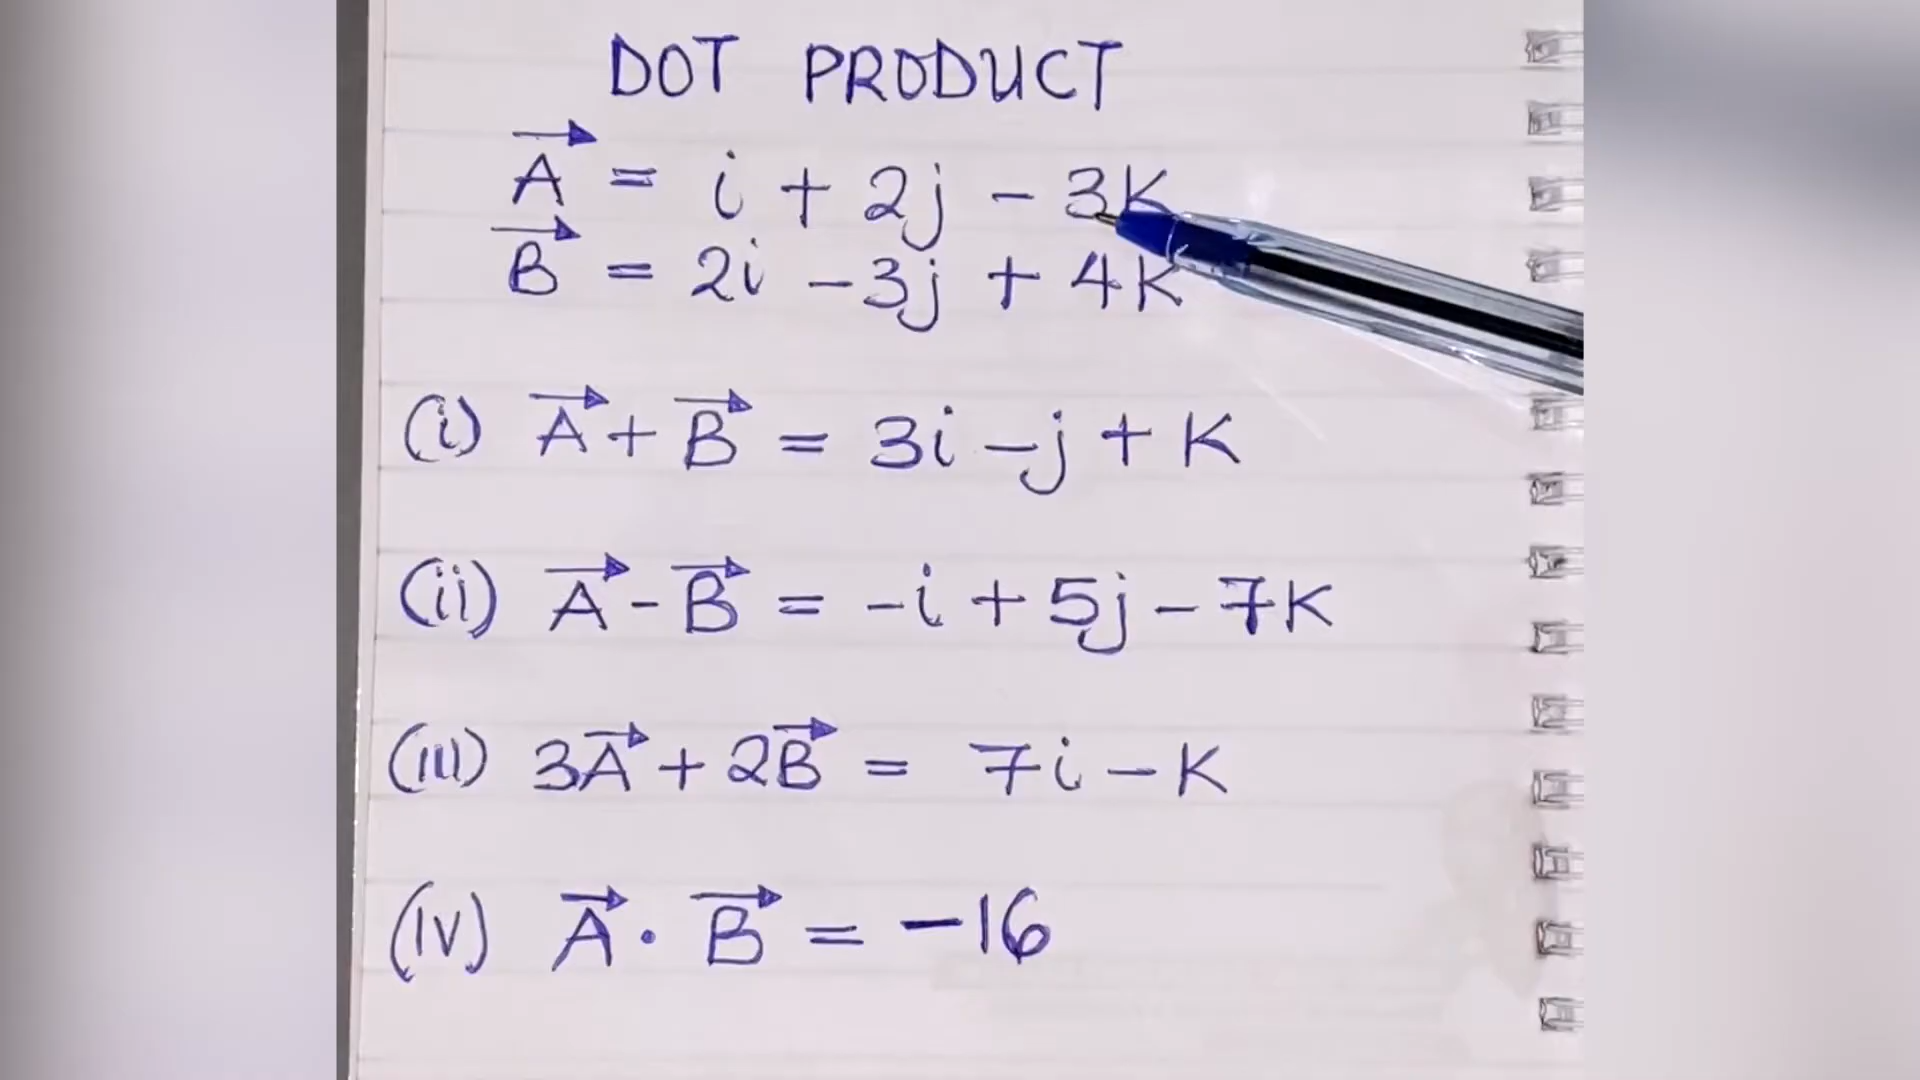 DOT PRODUCT
A⃗ = i + 2j - 3K
B⃗ = 2i - 3j + 4K
(i) A⃗ + B⃗ = 3i - j + K
(ii) A⃗ - B⃗ = -i + 5j - 7K
(iii) 3A⃗ + 2B⃗ = 7i - K
(iv) A⃗ · B⃗ = -16